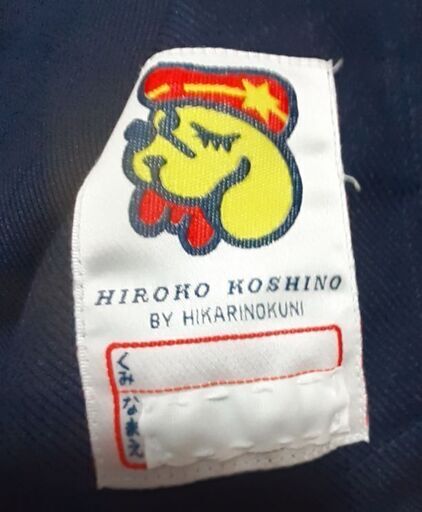 HIROKO KOSHINO
BY HIKARINOKUNI
くみ
なまえ